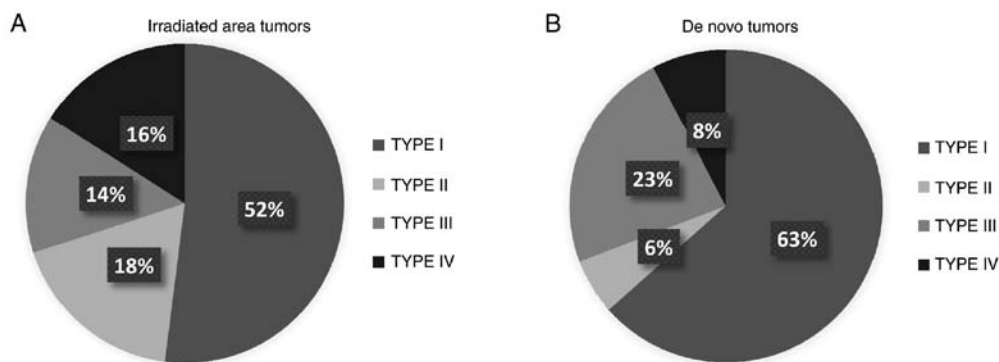 A
Irradiated area tumors
16%
14%
52%
18%
TYPE I
TYPE II
TYPE III
TYPE IV
B
De novo tumors
8%
23%
6%
63%
TYPE I
TYPE II
TYPE III
TYPE IV